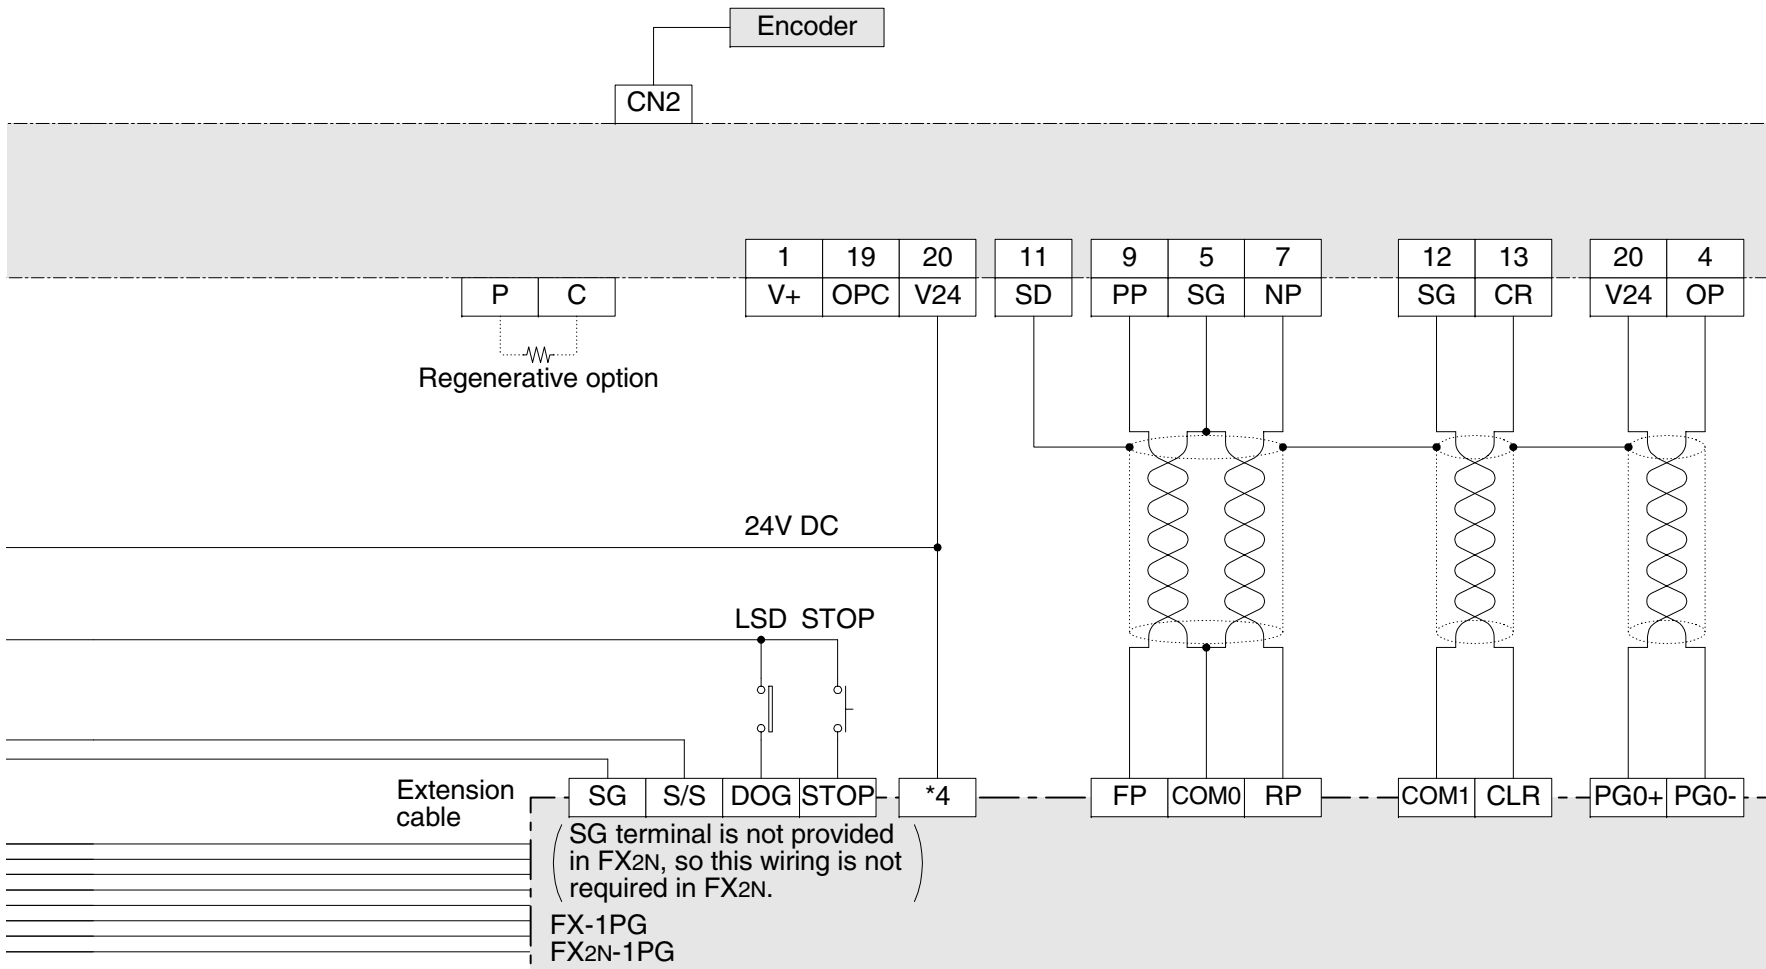 Encoder
CN2
1 19 20 11 9 5 7 12 13 20 4
P C V+ OPC V24 SD PP SG NP SG CR V24 OP
Regenerative option
24V DC
LSD STOP
Extension
cable
SG S/S DOG STOP *4 FP COM0 RP COM1 CLR PG0+ PG0-
(SG terminal is not provided
in FX2N, so this wiring is not
required in FX2N.)
FX-1PG
FX2N-1PG